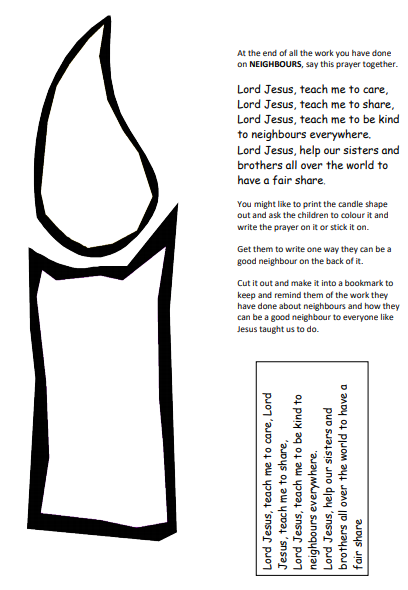 At the end of all the work you have done
on NEIGHBOURS, say this prayer together.
Lord Jesus, teach me to care,
Lord Jesus, teach me to share,
Lord Jesus, teach me to be kind
to neighbours everywhere.
Lord Jesus, help our sisters and
brothers all over the world to
have a fair share.
You might like to print the candle shape
out and ask the children to colour it and
write the prayer on it or stick it on.
Get them to write one way they can be a
good neighbour on the back of it.
Cut it out and make it into a bookmark to
keep and remind them of the work they
have done about neighbours and how they
can be a good neighbour to everyone like
Jesus taught us to do.
Lord Jesus, teach me to care, Lord
Jesus, teach me to share,
Lord Jesus, teach me to be kind to
neighbours everywhere.
Lord Jesus, help our sisters and
brothers all over the world to have a
fair share